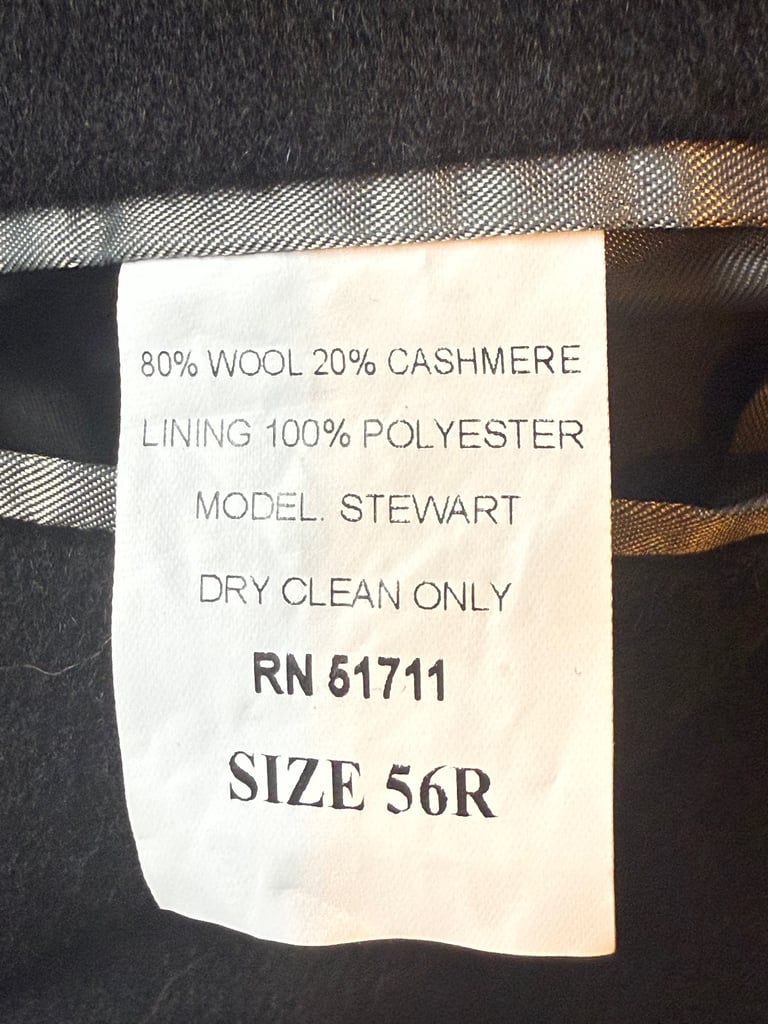 80% WOOL 20% CASHMERE
LINING 100% POLYESTER
MODEL. STEWART
DRY CLEAN ONLY
RN 51711
SIZE 56R